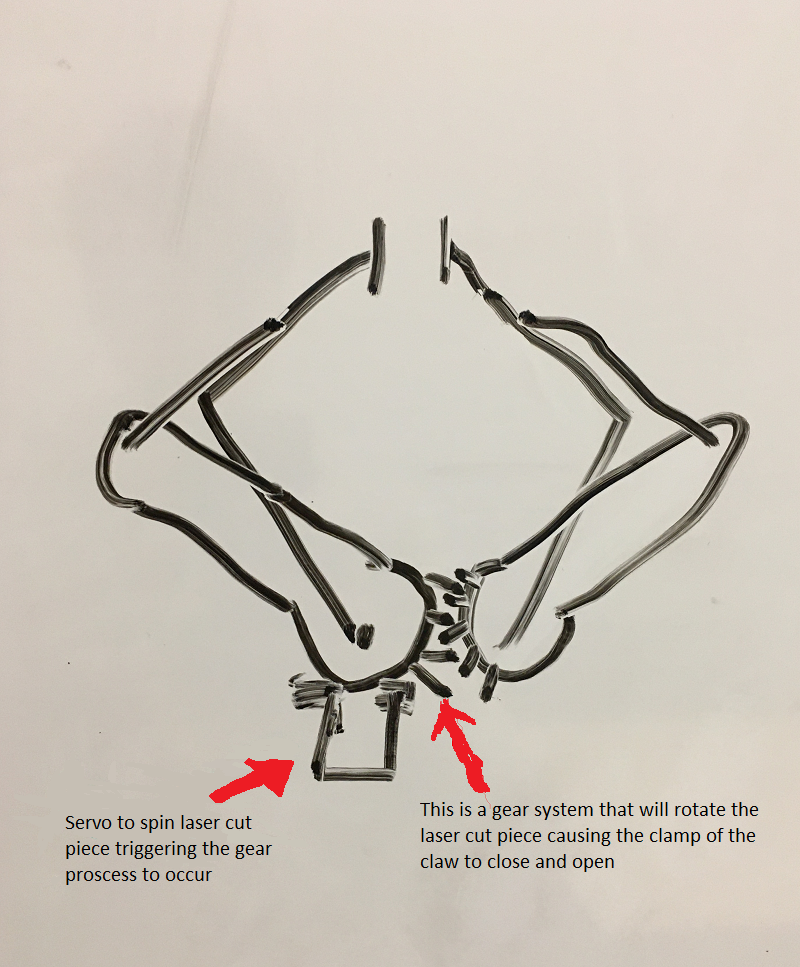 Servo to spin laser cut
piece triggering the gear
proscess to occur
This is a gear system that will rotate the
laser cut piece causing the clamp of the
claw to close and open